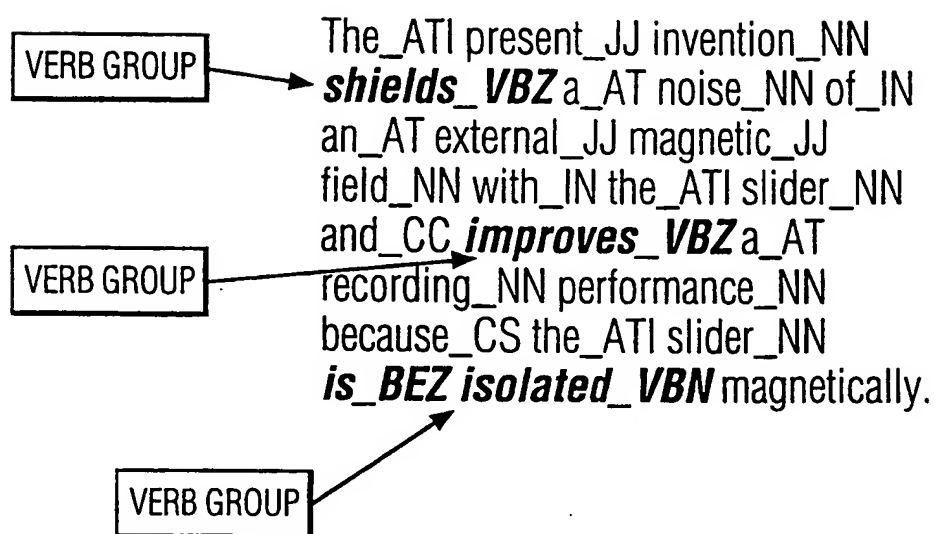 The_ATI present_JJ invention_NN
VERB GROUP
shields_VBZ a_AT noise_NN of_IN
an_AT external_JJ magnetic_JJ
field_NN with_IN the_ATI slider_NN
and_CC improves_VBZ a_AT
VERB GROUP
recording_NN performance_NN
because_CS the_ATI slider_NN
is_BEZ isolated_VBN magnetically.
VERB GROUP